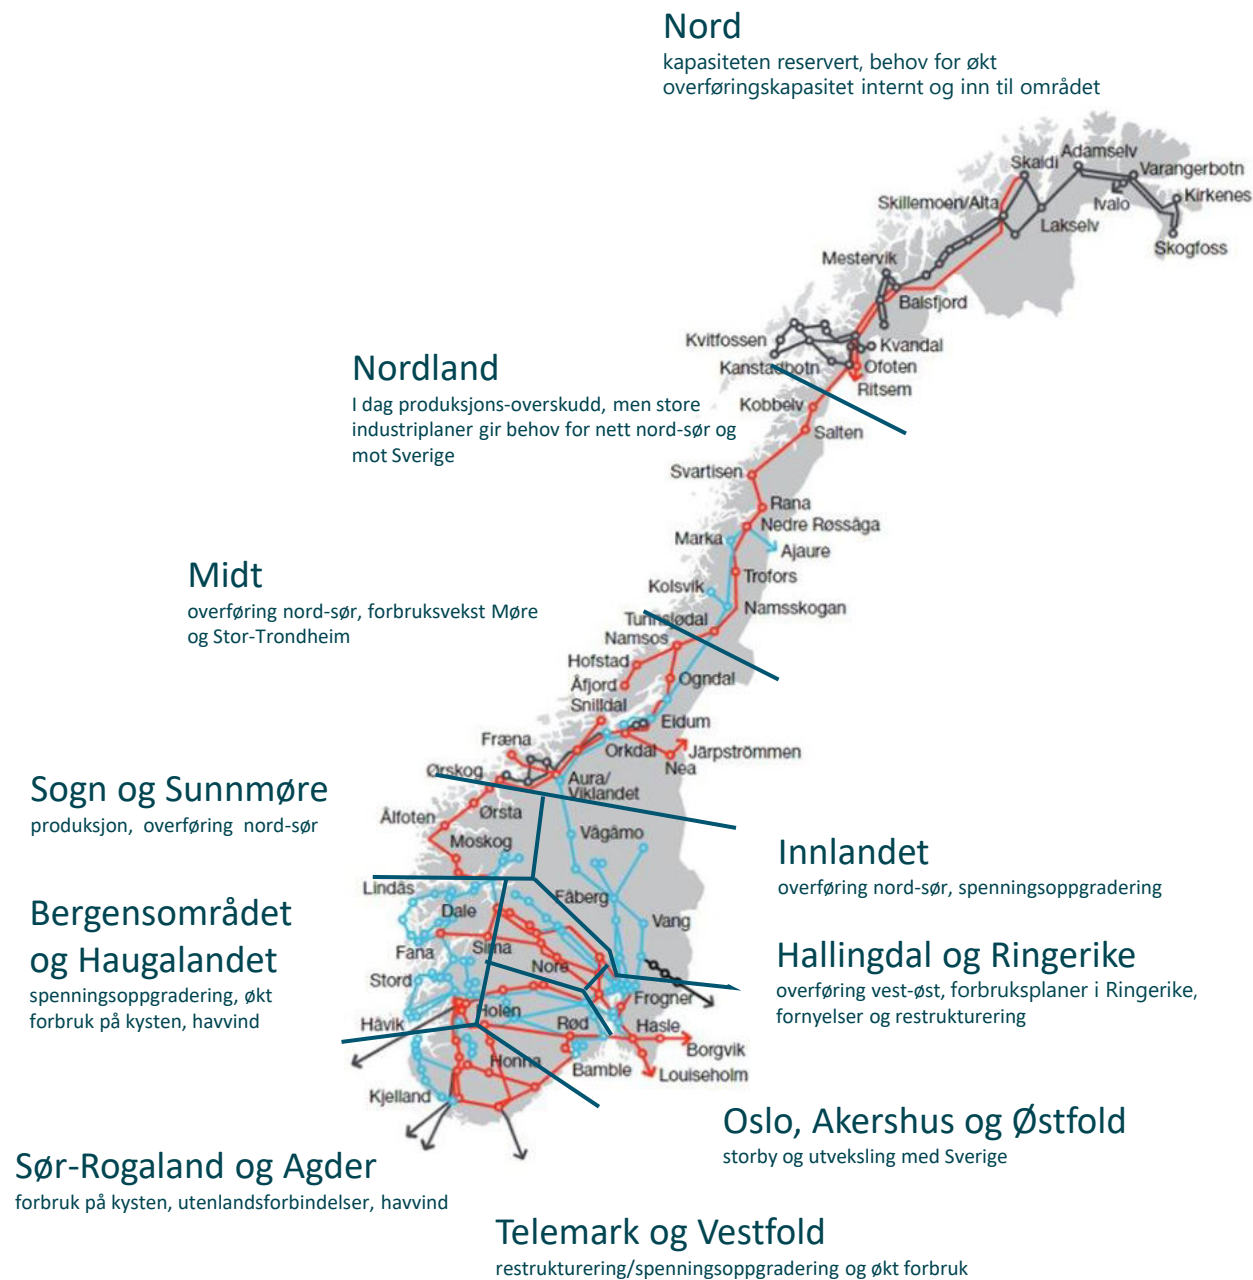 Nord
kapasiteten reservert, behov for økt
overføringskapasitet internt og inn til området
Skaidi
Adamselv
Varangerbotn
Kirkenes
Ivalo
Skillemoen/Alta
Lakselv
Skogfoss
Mestervik
Balsfjord
Kvitfossen
Kvandal
Kanstadbotn
Ofoten
Ritsem
Nordland
I dag produksjons-overskudd, men store
industriplaner gir behov for nett nord-sør og
mot Sverige
Kobbelv
Salten
Svartisen
Rana
Nedre Røssåga
Marka
Ajaure
Trofors
Kolsvik
Namsskogan
Midt
overføring nord-sør, forbruksvekst Møre
og Stor-Trondheim
Tunnsjødal
Namsos
Hofstad
Ogndal
Åfjord
Snilldal
Eidum
Fræna
Orkdal
Järpströmmen
Nea
Ørskog
Aura/
Viklandet
Sogn og Sunnmøre
produksjon, overføring nord-sør
Ørsta
Ålfoten
Vågåmo
Moskog
Innlandet
overføring nord-sør, spenningsoppgradering
Lindås
Fåberg
Dale
Vang
Bergensområdet
og Haugalandet
spenningsoppgradering, økt
forbruk på kysten, havvind
Fana
Sima
Nore
Stord
Frogner
Hallingdal og Ringerike
overføring vest-øst, forbruksplaner i Ringerike,
fornyelser og restrukturering
Håvik
Holen
Rød
Hasle
Borgvik
Honna
Bamble
Louiseholm
Kjelland
Oslo, Akershus og Østfold
storby og utveksling med Sverige
Sør-Rogaland og Agder
forbruk på kysten, utenlandsforbindelser, havvind
Telemark og Vestfold
restrukturering/spenningsoppgradering og økt forbruk